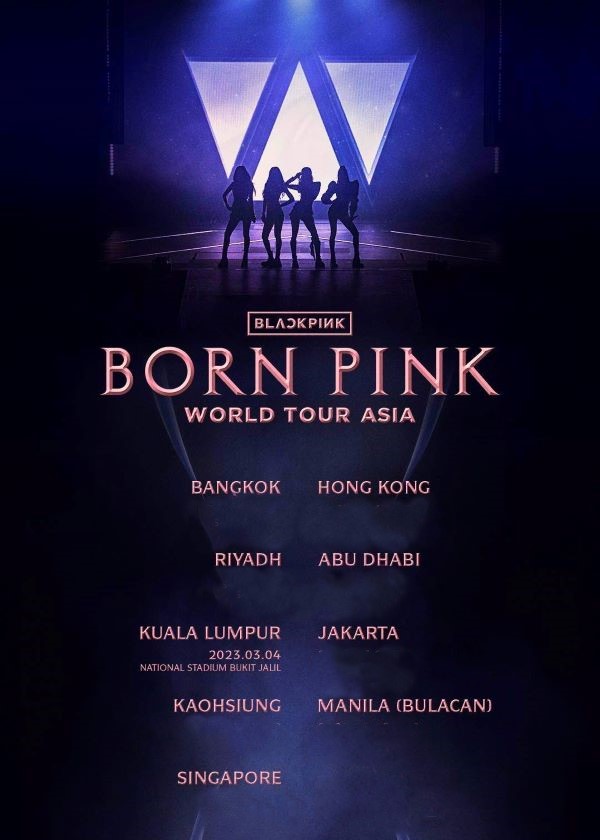 BLACKPINK
BORN PINK
WORLD TOUR ASIA
BANGKOK
HONG KONG
RIYADH
ABU DHABI
KUALA LUMPUR
2023.03.04
NATIONAL STADIUM BUKIT JALIL
JAKARTA
KAOHSIUNG
MANILA (BULACAN)
SINGAPORE